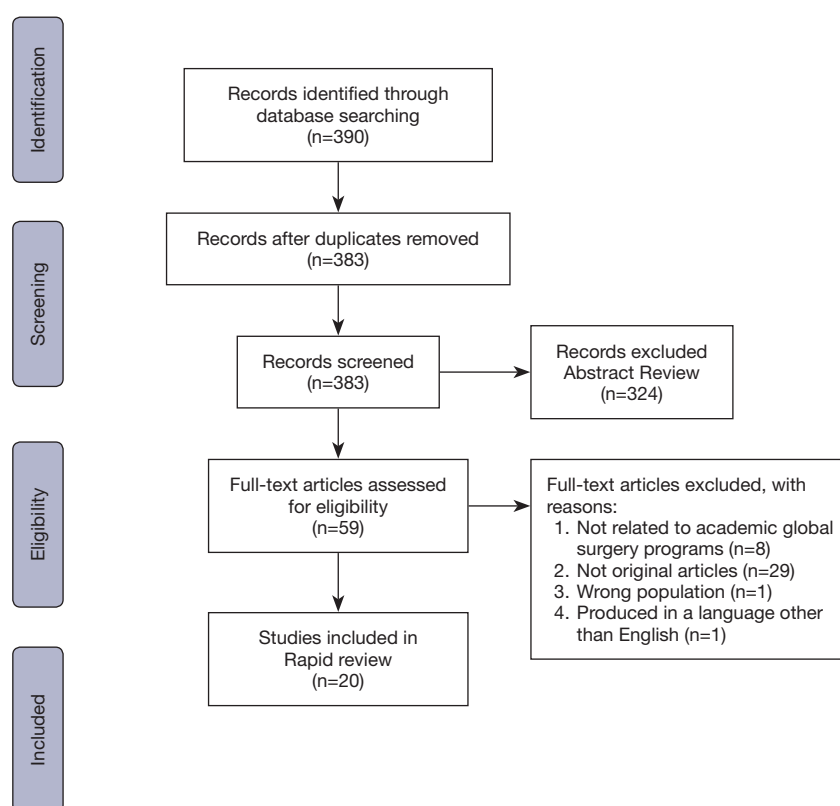 Identification
Records identified through
database searching
(n=390)
Screening
Records after duplicates removed
(n=383)
Records screened
(n=383)
Records excluded
Abstract Review
(n=324)
Eligibility
Full-text articles assessed
for eligibility
(n=59)
Full-text articles excluded, with
reasons:
1. Not related to academic global
surgery programs (n=8)
2. Not original articles (n=29)
3. Wrong population (n=1)
4. Produced in a language other
than English (n=1)
Included
Studies included in
Rapid review
(n=20)